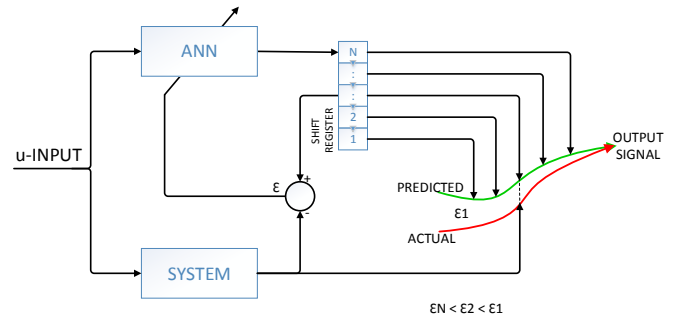 ANN
N
:
:
2
1
SHIFT
REGISTER
u-INPUT
ε
+
-
SYSTEM
PREDICTED
ε1
ACTUAL
OUTPUT
SIGNAL
εN < ε2 < ε1